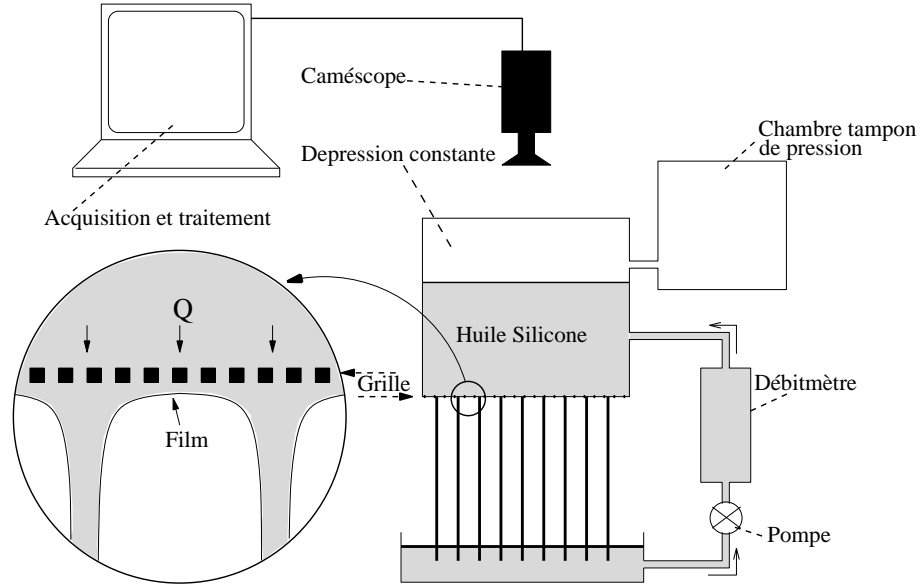 Caméscope
Chambre tampon
de pression
Depression constante
Acquisition et traitement
Q
Huile Silicone
Grille
Débitmètre
Film
Pompe